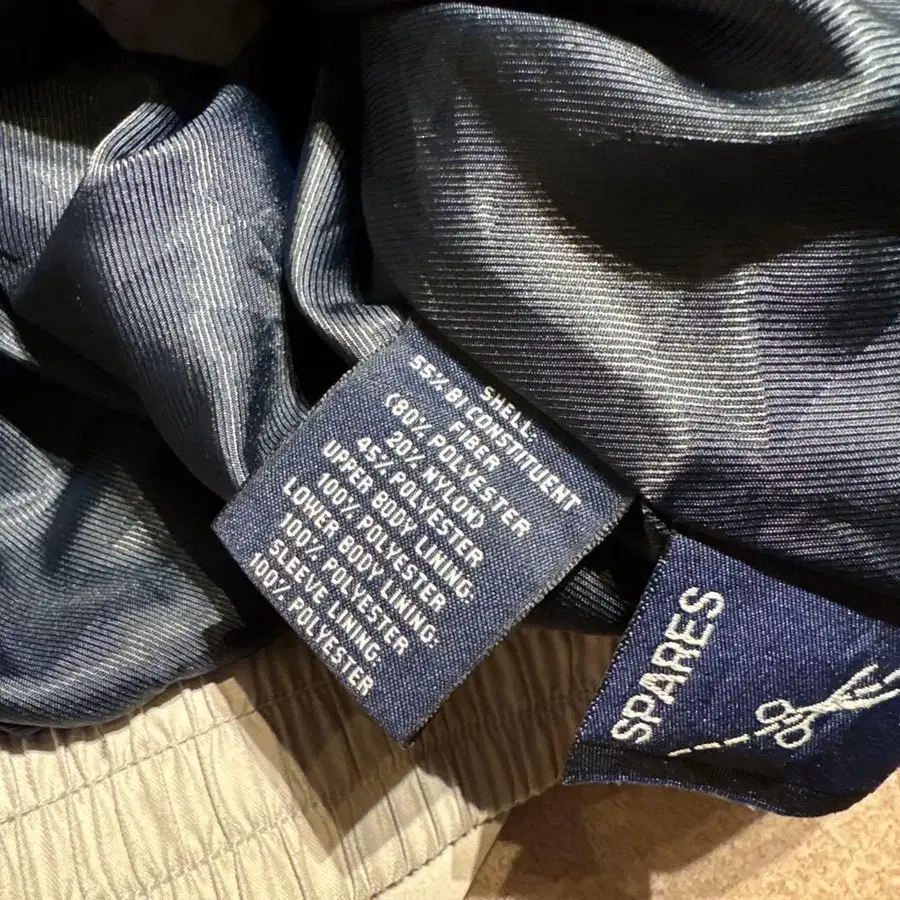 SHELL:
55% BI CONSTITUENT
FIBER
(80% POLYESTER
20% NYLON)
45% POLYESTER
UPPER BODY LINING:
100% POLYESTER
LOWER BODY LINING:
100% POLYESTER
SLEEVE LINING:
100% POLYESTER
SPARES